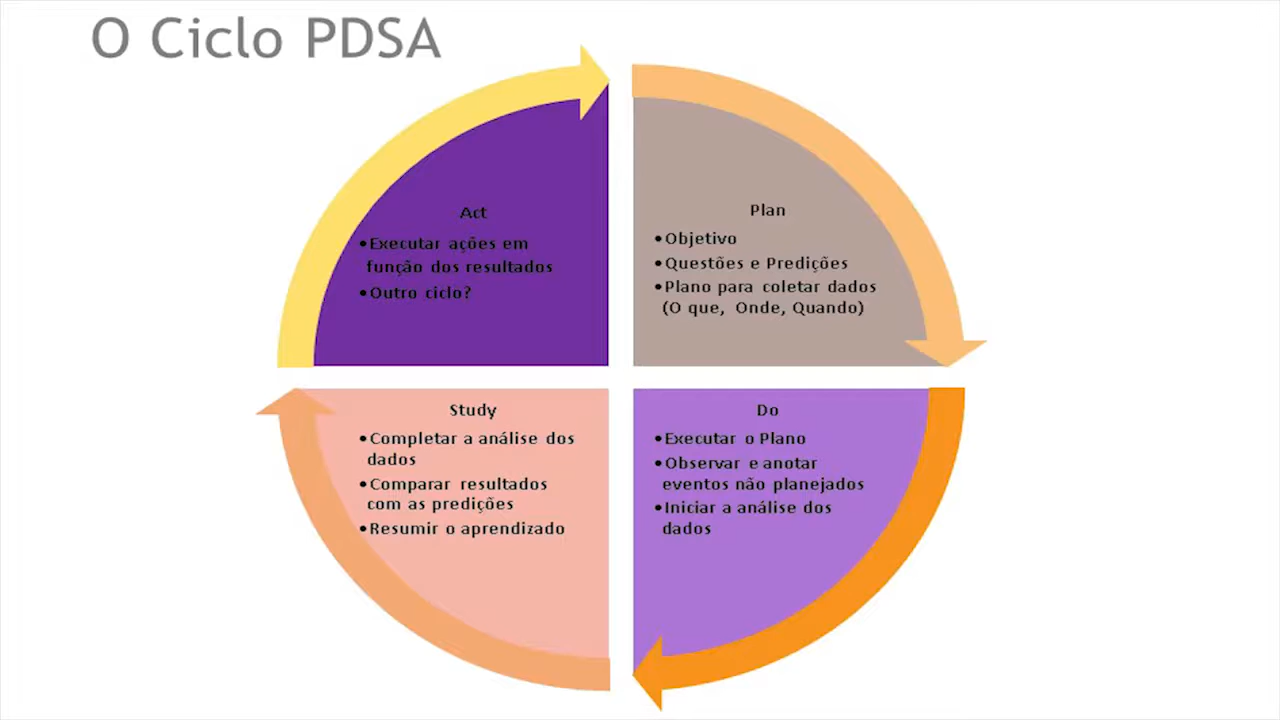 O Ciclo PDSA
Act
•Executar ações em
função dos resultados
•Outro ciclo?
Plan
•Objetivo
•Questões e Predições
•Plano para coletar dados
(O que, Onde, Quando)
Study
•Completar a análise dos
dados
•Comparar resultados
com as predições
•Resumir o aprendizado
Do
•Executar o Plano
•Observar e anotar
eventos não planejados
•Iniciar a análise dos
dados